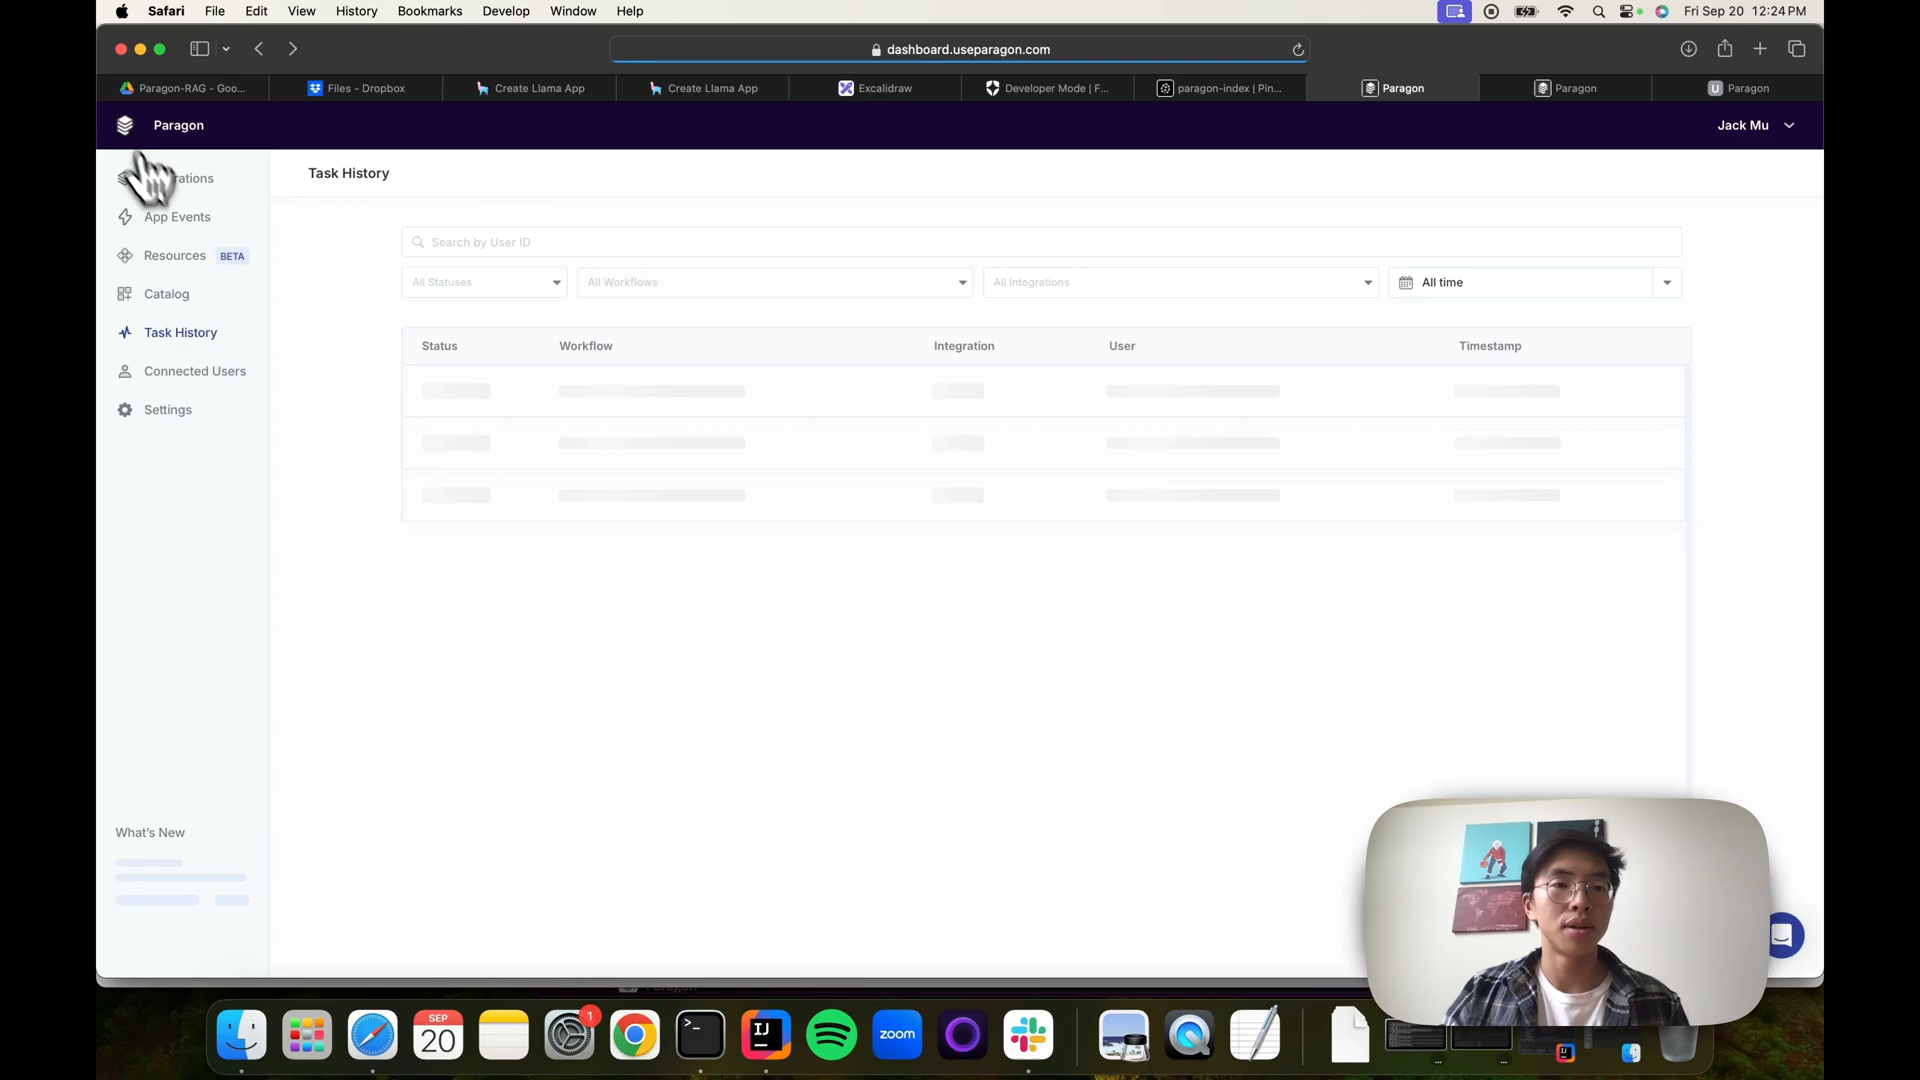 Safari File Edit View History Bookmarks Develop Window Help Fri Sep 20 12:24 PM
dashboard.useparagon.com
Paragon-RAG - Goo... Files - Dropbox Create Llama App Create Llama App Excalidraw Developer Mode | F... paragon-index | Pin... Paragon Paragon U Paragon
Paragon Jack Mu
rations
Task History
App Events
Search by User ID
Resources BETA
All Statuses All Workflows All Integrations All time
Catalog
Task History
Status Workflow Integration User Timestamp
Connected Users
Settings
What's New
SEP
20
1
>_
IJ
zoom